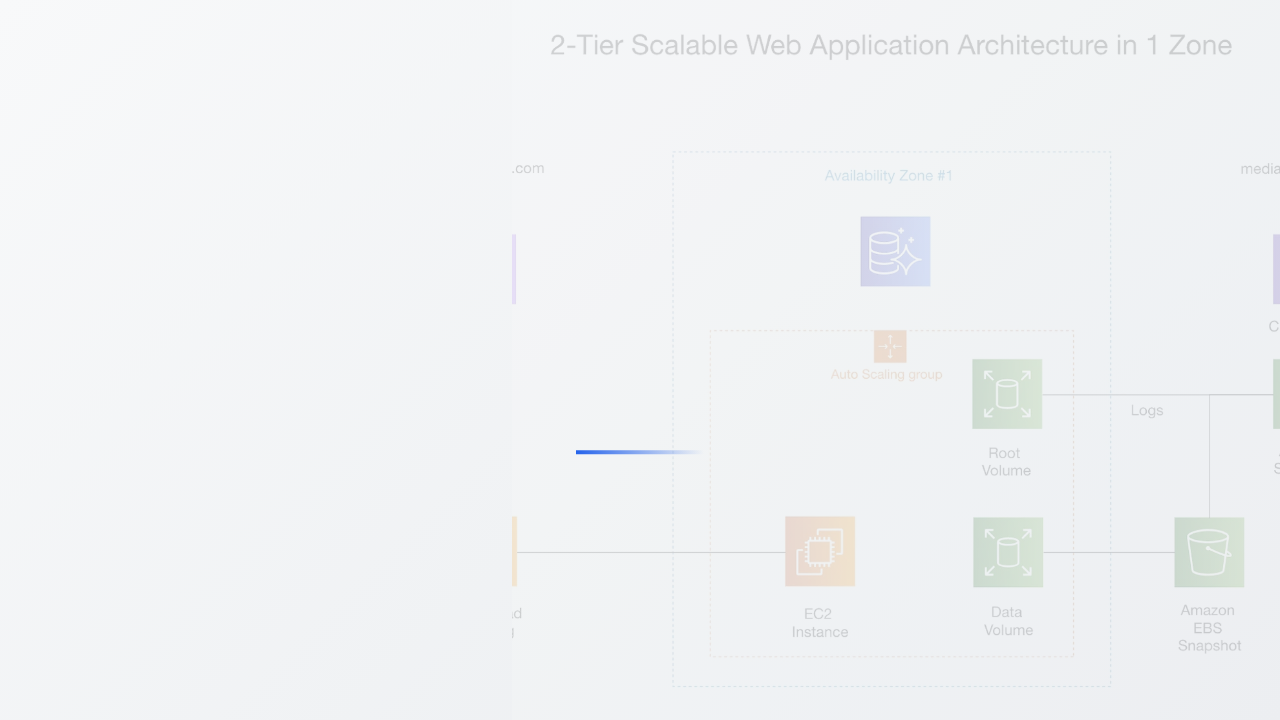 2-Tier Scalable Web Application Architecture in 1 Zone
.com
media
Availability Zone #1
Auto Scaling group
Logs
Root
Volume
EC2
Instance
Data
Volume
Amazon
EBS
Snapshot